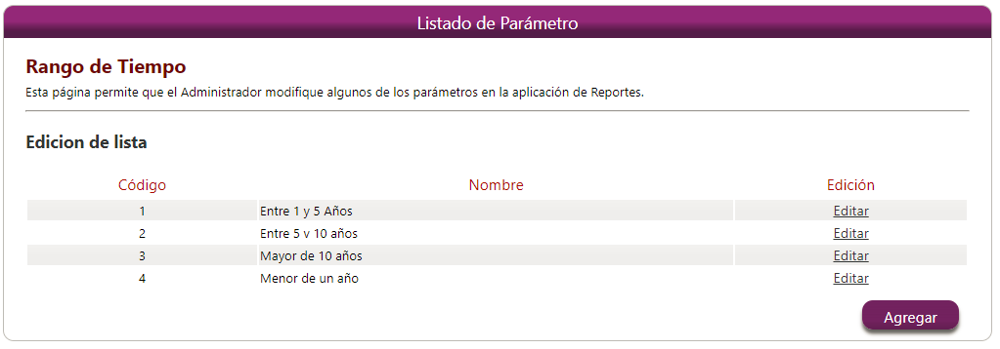 Listado de Parámetro
Rango de Tiempo
Esta página permite que el Administrador modifique algunos de los parámetros en la aplicación de Reportes.
Edicion de lista
Código Nombre Edición
1 Entre 1 y 5 Años Editar
2 Entre 5 y 10 años Editar
3 Mayor de 10 años Editar
4 Menor de un año Editar
Agregar